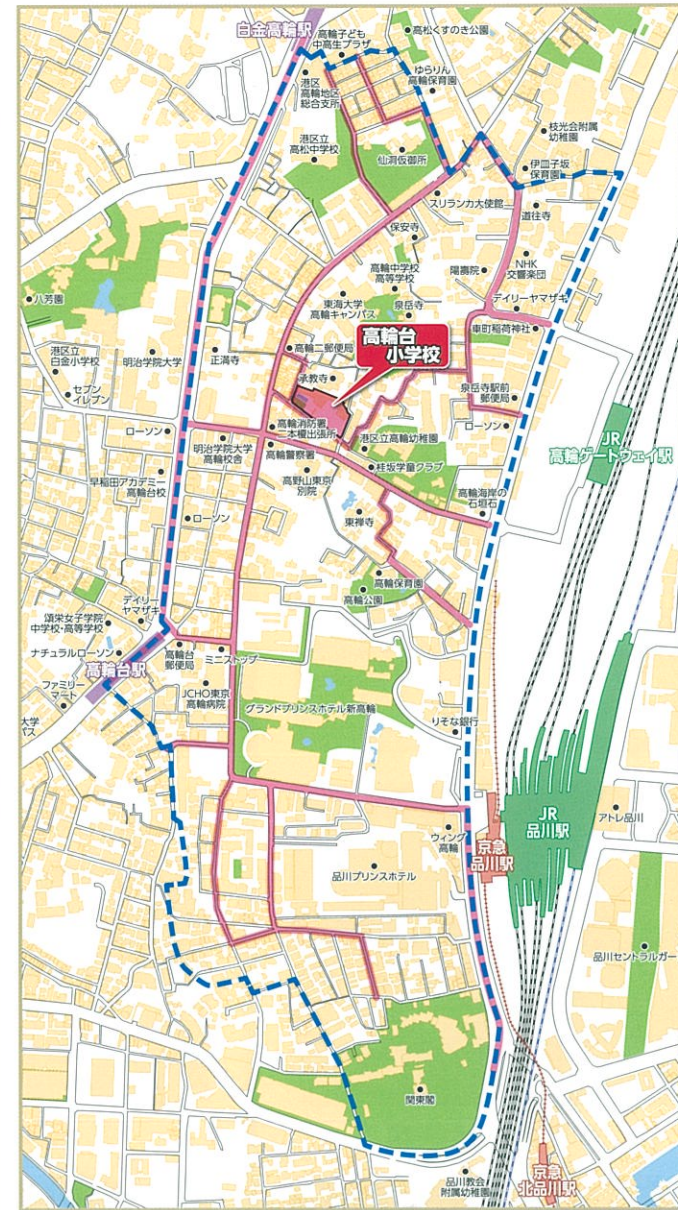 白金高輪駅
高輪子ども
中高生プラザ
高松くすのき公園
港区
高輪地区
総合支所
ゆらりん
高輪保育園
港区立
高松中学校
仙洞仮御所
枝光会附属
幼稚園
伊皿子坂
保育園
スリランカ大使館
道往寺
保安寺
高輪中学校
高等学校
陽壽院
NHK
交響楽団
八芳園
東海大学
高輪キャンパス
泉岳寺
デイリーヤマザキ
車町稲荷神社
港区立
白金小学校
明治学院大学
正満寺
高輪二郵便局
高輪台
小学校
承教寺
セブン
イレブン
泉岳寺駅前
郵便局
ローソン
JR
高輪ゲートウェイ駅
ローソン
明治学院大学
高輪校舎
高輪消防署
二本榎出張所
高輪警察署
港区立高輪幼稚園
桂坂学童クラブ
早稲田アカデミー
高輪台校
高野山東京
別院
高輪海岸の
石垣石
ローソン
東禅寺
高輪保育園
高輪公園
デイリー
ヤマザキ
頌栄女子学院
中学校・高等学校
ナチュラルローソン
高輪台駅
高輪台
郵便局
ミニストップ
ファミリー
マート
JCHO東京
高輪病院
グランドプリンスホテル新高輪
大学
パス
りそな銀行
JR
品川駅
京急
品川駅
アトレ品川
ウィング
高輪
品川プリンスホテル
品川セントラルガー
関東閣
品川教会
附属幼稚園
京急
北品川駅